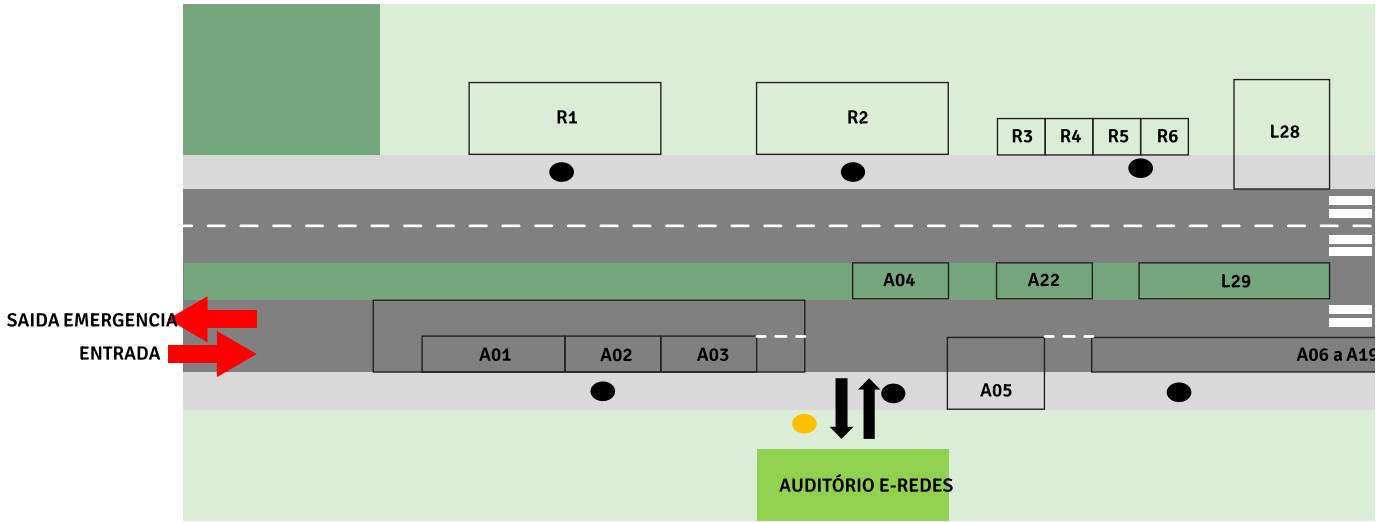 R1
R2
R3
R4
R5
R6
L28
A04
A22
L29
SAIDA EMERGENCIA
ENTRADA
A01
A02
A03
A05
A06 a A19
AUDITÓRIO E-REDES